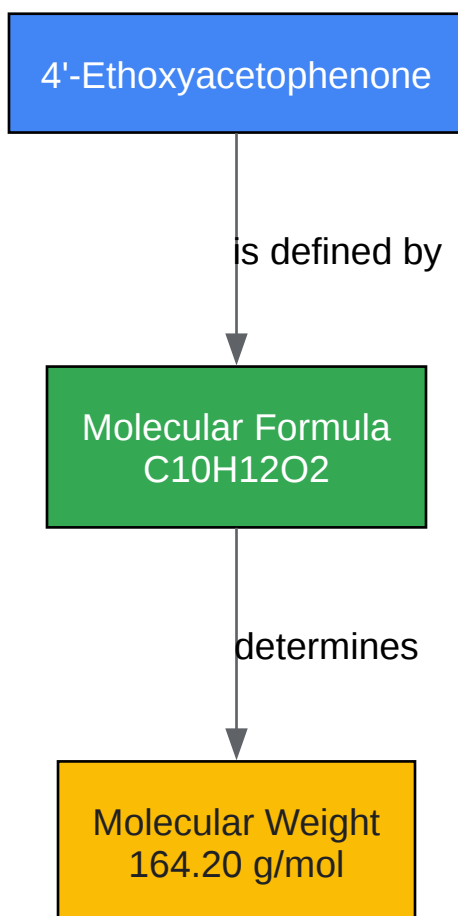 4'-Ethoxyacetophenone
is defined by
Molecular Formula
C10H12O2
determines
Molecular Weight
164.20 g/mol